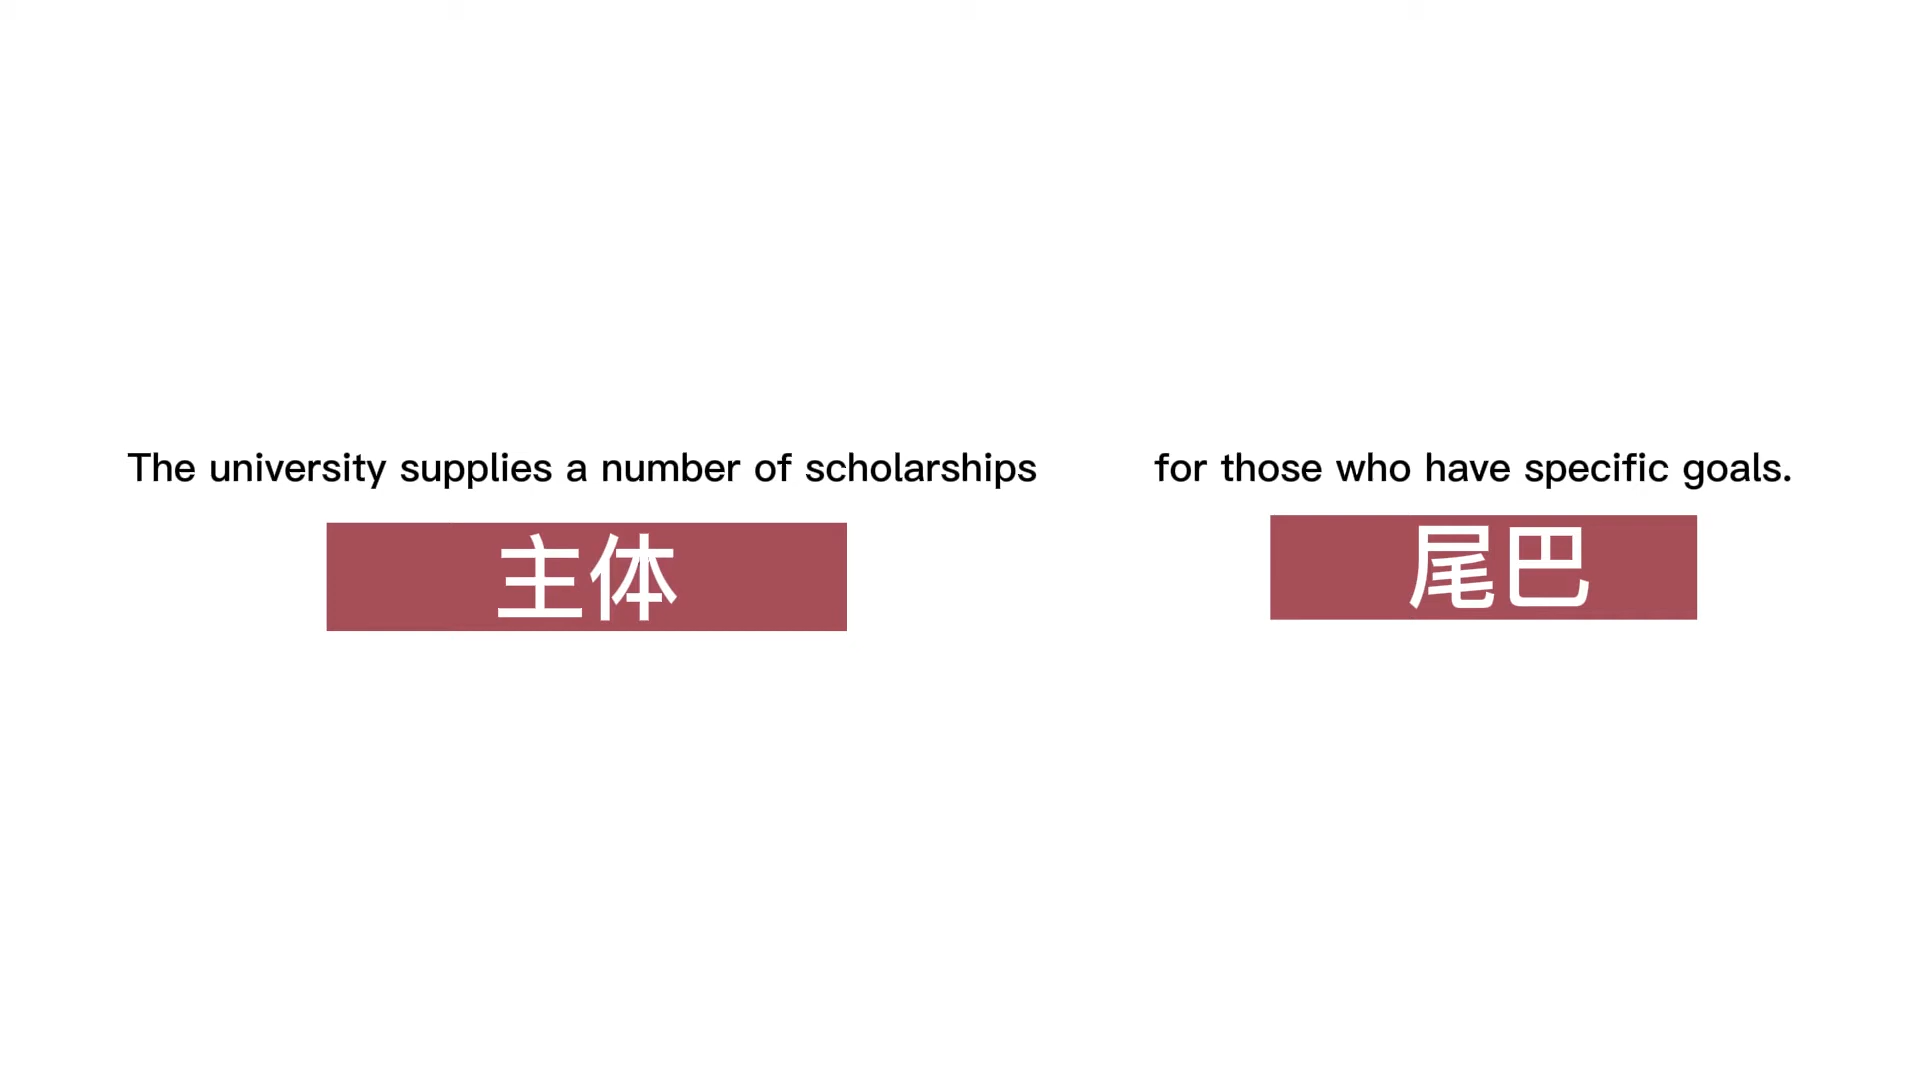 The university supplies a number of scholarships
for those who have specific goals.
主体
尾巴